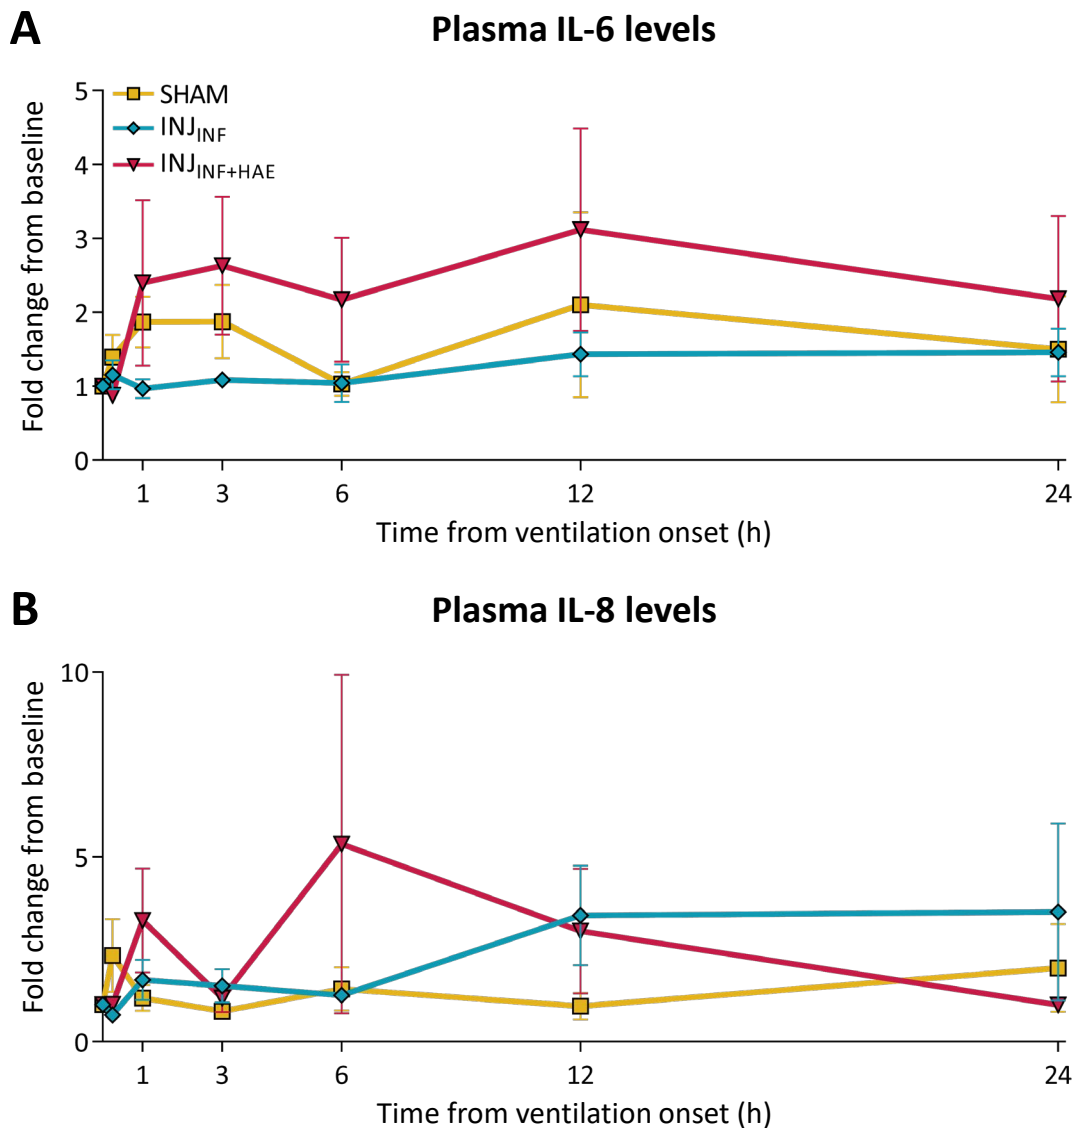 A
Plasma IL-6 levels
Fold change from baseline
5
4
3
2
1
0
SHAM
INJINF
INJINF+HAE
1 3 6 12 24
Time from ventilation onset (h)
B
Plasma IL-8 levels
Fold change from baseline
10
5
0
1 3 6 12 24
Time from ventilation onset (h)